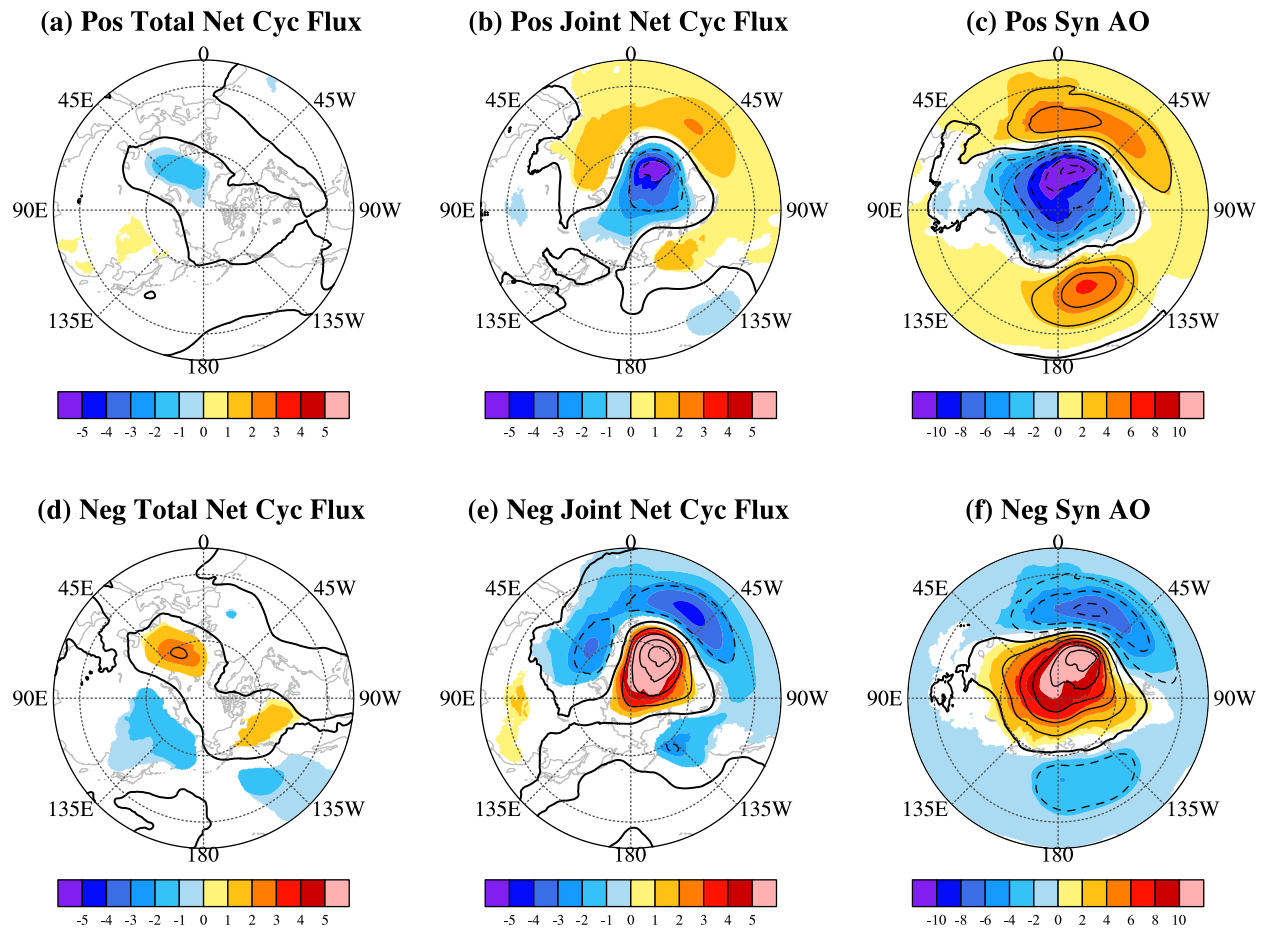 (a) Pos Total Net Cyc Flux
(b) Pos Joint Net Cyc Flux
(c) Pos Syn AO
0
45E
45W
90E
90W
135E
135W
180
0
45E
45W
90E
90W
135E
135W
180
0
45E
45W
90E
90W
135E
135W
180
-5 -4 -3 -2 -1 0 1 2 3 4 5
-5 -4 -3 -2 -1 0 1 2 3 4 5
-10 -8 -6 -4 -2 0 2 4 6 8 10
(d) Neg Total Net Cyc Flux
(e) Neg Joint Net Cyc Flux
(f) Neg Syn AO
0
45E
45W
90E
90W
135E
135W
180
0
45E
45W
90E
90W
135E
135W
180
0
45E
45W
90E
90W
135E
135W
180
-5 -4 -3 -2 -1 0 1 2 3 4 5
-5 -4 -3 -2 -1 0 1 2 3 4 5
-10 -8 -6 -4 -2 0 2 4 6 8 10